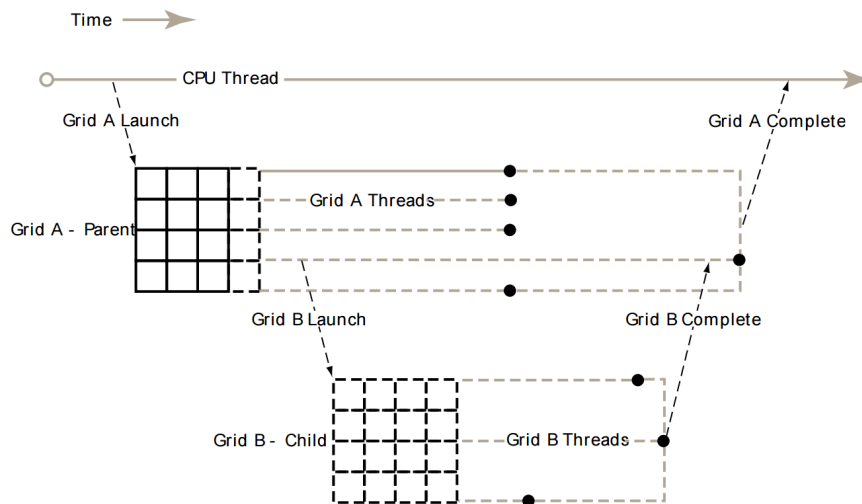 Time
CPU Thread
Grid A Launch
Grid A Complete
Grid A Threads
Grid A - Parent
Grid B Launch
Grid B Complete
Grid B - Child
Grid B Threads